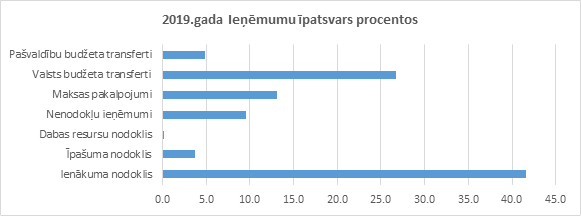 2019.gada Ieņēmumu īpatsvars procentos
Pašvaldību budžeta transferti
Valsts budžeta transferti
Maksas pakalpojumi
Nenodokļu ieņēmumi
Dabas resursu nodoklis
Īpašuma nodoklis
Ienākuma nodoklis
0.0 5.0 10.0 15.0 20.0 25.0 30.0 35.0 40.0 45.0